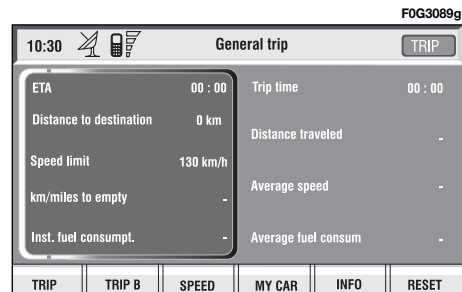 F0G3089g
10:30 General trip TRIP
ETA 00 : 00
Distance to destination 0 km
Speed limit 130 km/h
km/miles to empty -
Inst. fuel consumpt. -
Trip time 00 : 00
Distance traveled -
Average speed -
Average fuel consum -
TRIP TRIP B SPEED MY CAR INFO RESET